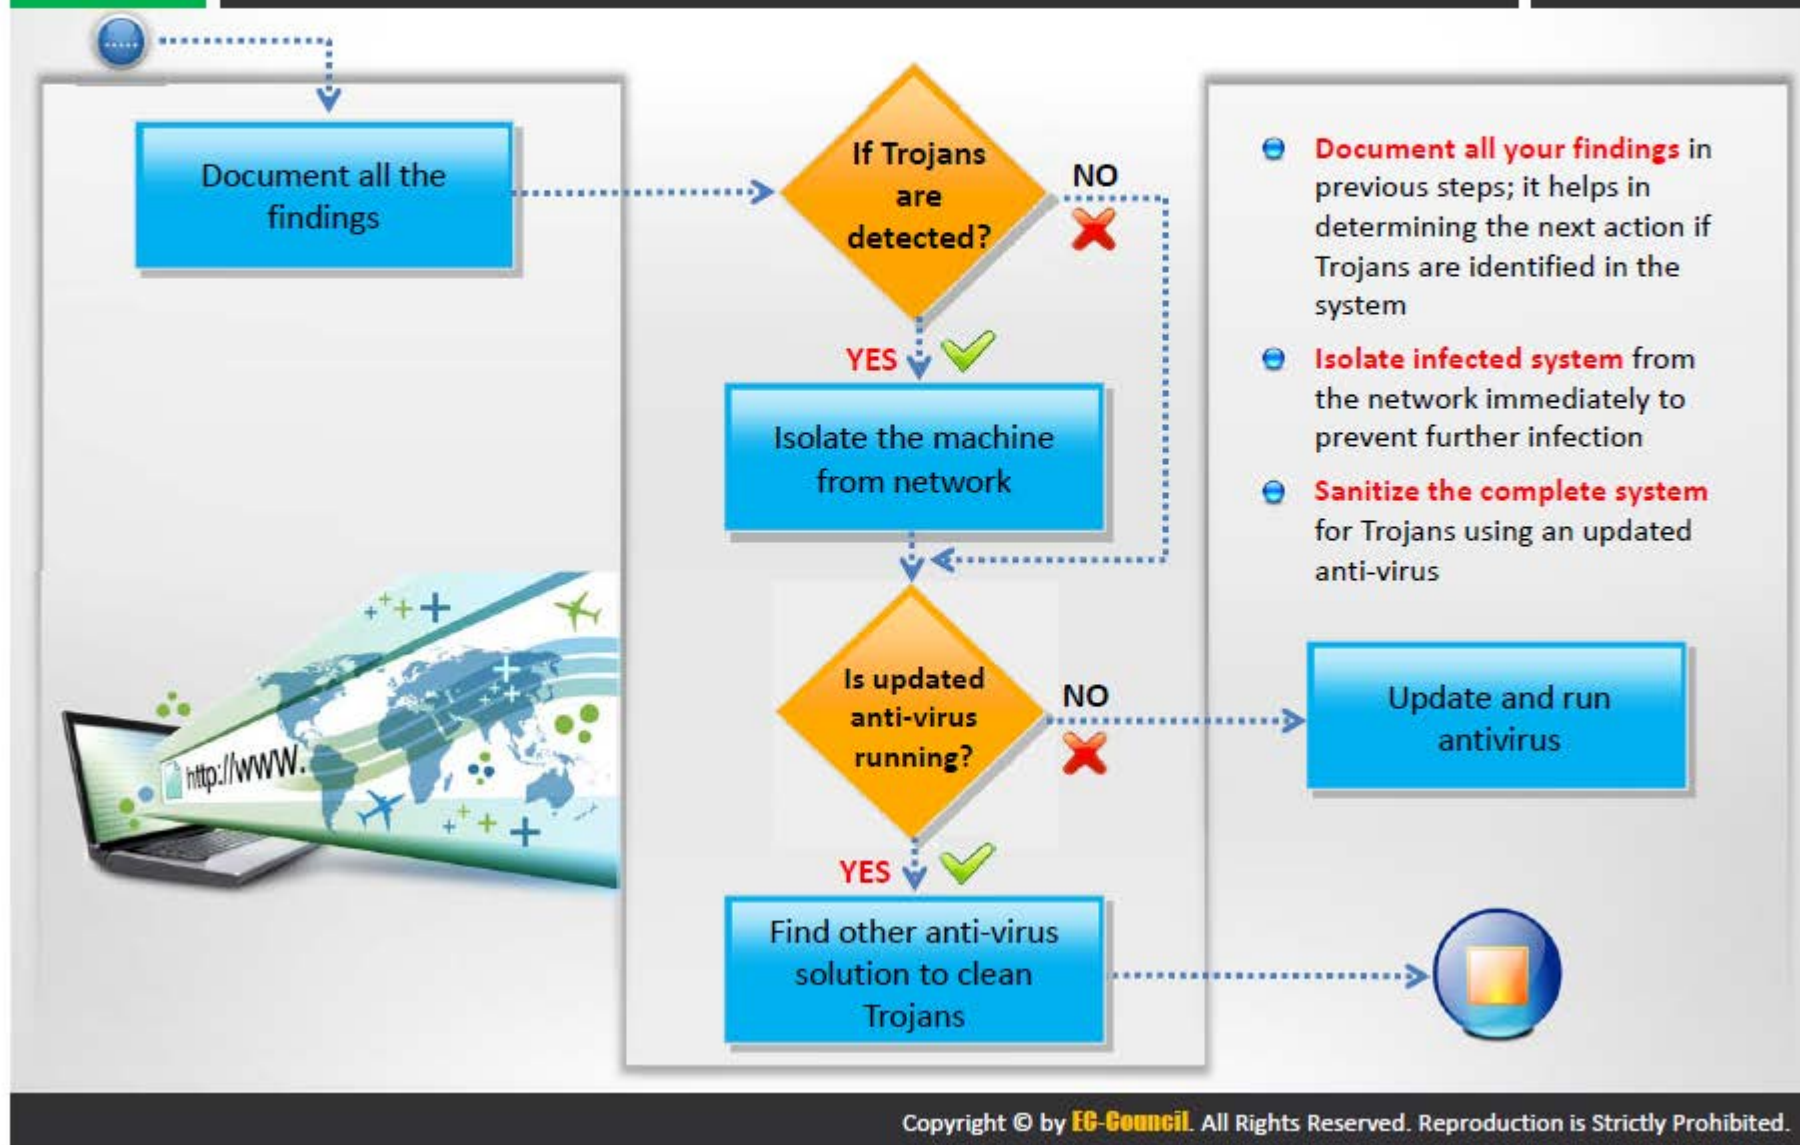 Document all the
findings
If Trojans
are
detected?
NO
YES
Isolate the machine
from network
Is updated
anti-virus
running?
NO
YES
Find other anti-virus
solution to clean
Trojans
Document all your findings in
previous steps; it helps in
determining the next action if
Trojans are identified in the
system
Isolate infected system from
the network immediately to
prevent further infection
Sanitize the complete system
for Trojans using an updated
anti-virus
Update and run
antivirus
http://WWW.
Copyright © by EC-Council. All Rights Reserved. Reproduction is Strictly Prohibited.